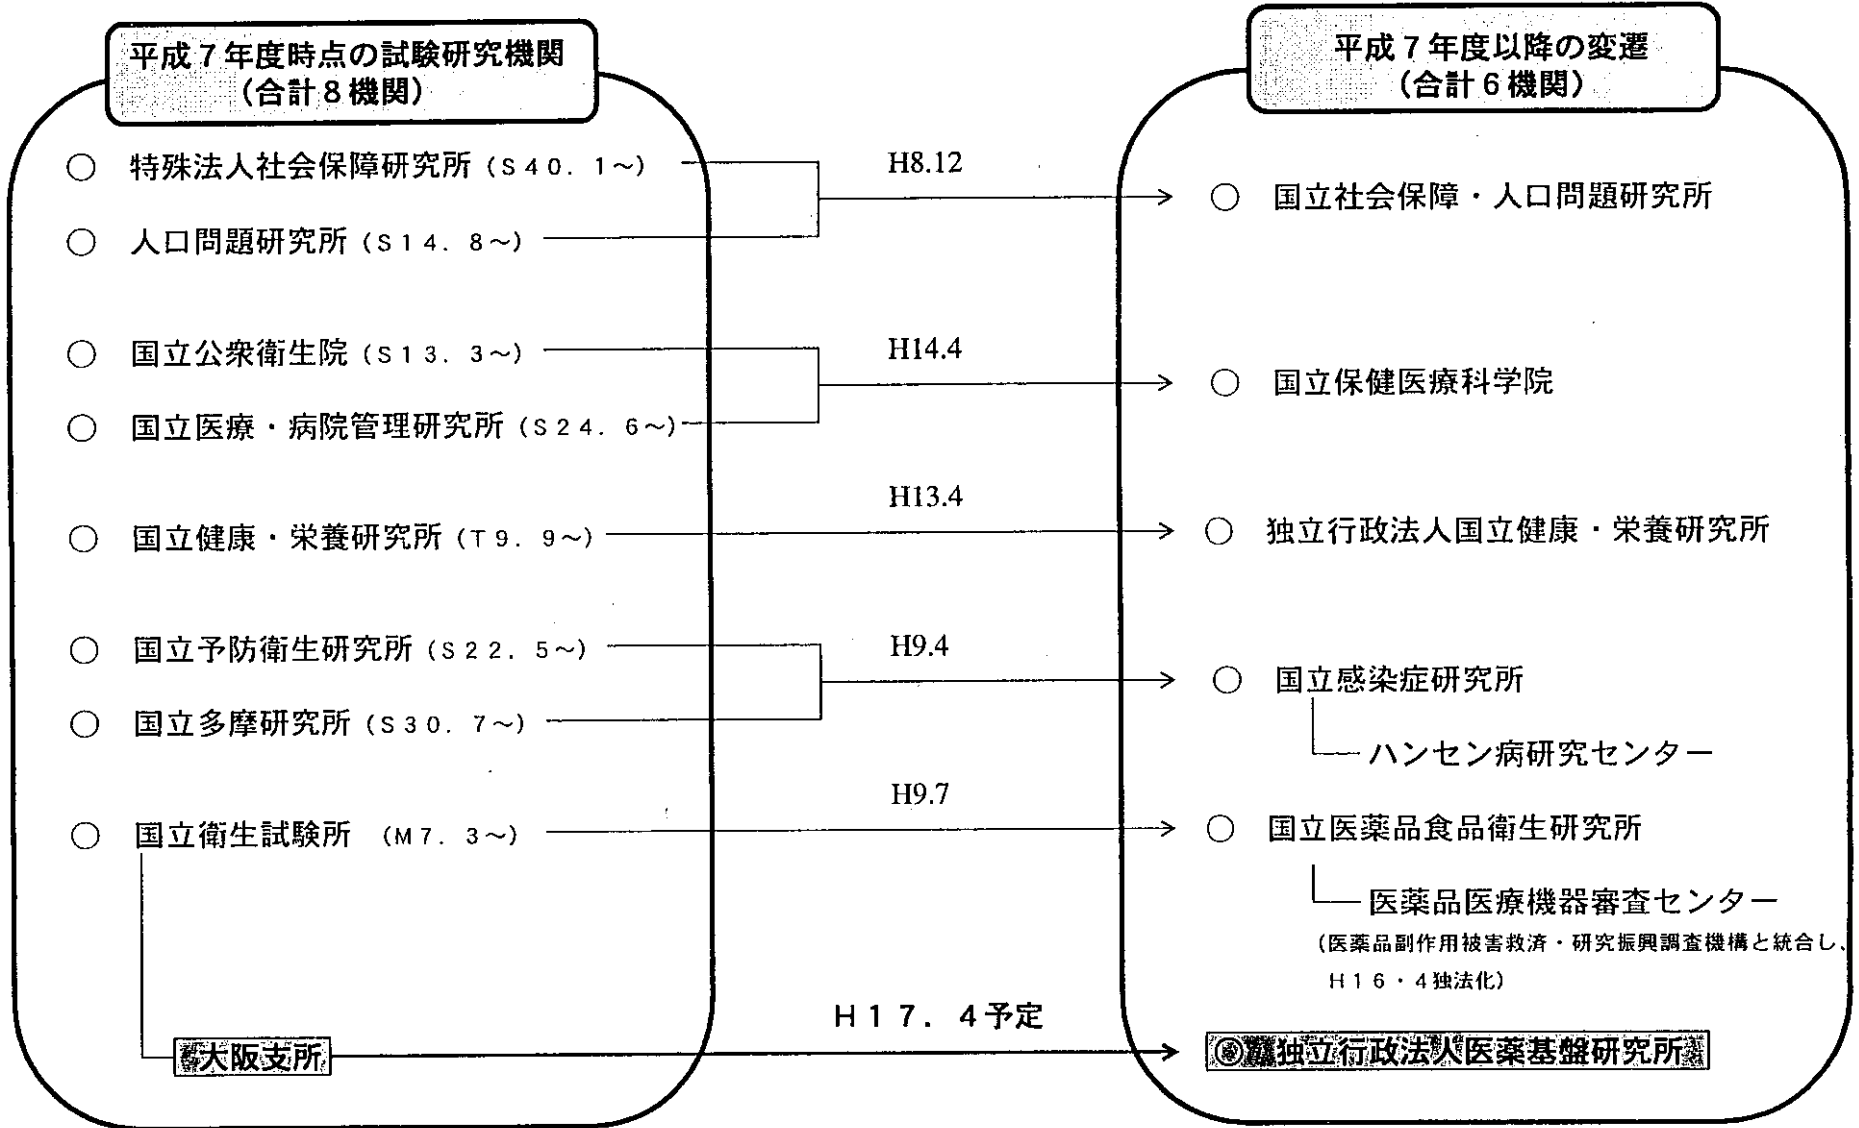 平成７年度時点の試験研究機関
（合計８機関）
○ 特殊法人社会保障研究所（Ｓ４０．１～）
○ 人口問題研究所（Ｓ１４．８～）
○ 国立公衆衛生院（Ｓ１３．３～）
○ 国立医療・病院管理研究所（Ｓ２４．６～）
○ 国立健康・栄養研究所（Ｔ９．９～）
○ 国立予防衛生研究所（Ｓ２２．５～）
○ 国立多摩研究所（Ｓ３０．７～）
○ 国立衛生試験所 （Ｍ７．３～）
大阪支所
H8.12
H14.4
H13.4
H9.4
H9.7
Ｈ１７．４予定
平成７年度以降の変遷
（合計６機関）
○ 国立社会保障・人口問題研究所
○ 国立保健医療科学院
○ 独立行政法人国立健康・栄養研究所
○ 国立感染症研究所
ハンセン病研究センター
○ 国立医薬品食品衛生研究所
医薬品医療機器審査センター
（医薬品副作用被害救済・研究振興調査機構と統合し、
Ｈ１６・４独法化）
◎ 独立行政法人医薬基盤研究所